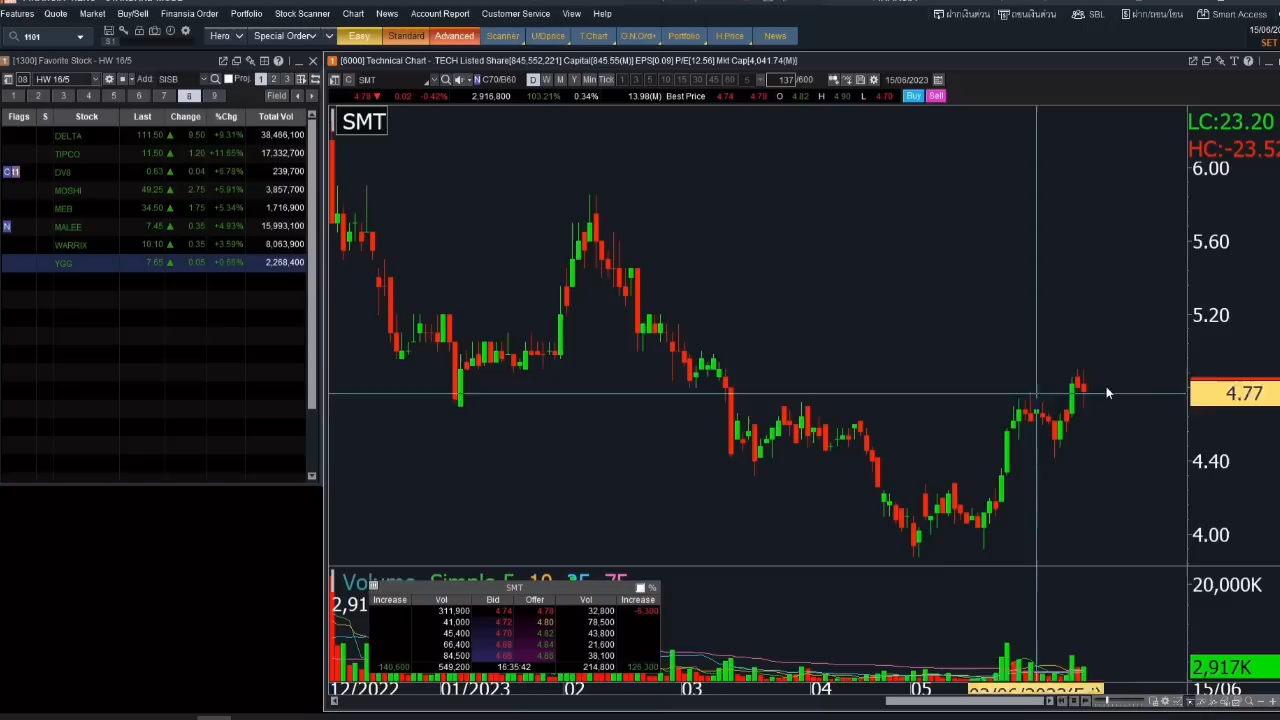 Features Quote Market Buy/Sell Finansia Order Portfolio Stock Scanner Chart News Account Report Customer Service View Help
ฝากเงินด่วน ถอนเงินด่วน SBL ฝาก/ถอน/โอน Smart Access
1101 S1 Hero Special Order Easy Standard Advanced Scanner U/Dprice T.Chart O.N.Ord+ Portfolio H.Price News
15/06/20
SET
[1300] Favorite Stock - HW 16/5
08 HW 16/5 Add: SISB Proj 1 2 3
1 2 3 4 5 6 7 8 9 Field
Flags S Stock Last Change %Chg Total Vol
DELTA 111.50 ▲ 9.50 +9.31% 38,466,100
TIPCO 11.50 ▲ 1.20 +11.65% 17,332,700
DV8 0.63 ▲ 0.04 +6.78% 239,700
MOSHI 49.25 ▲ 2.75 +5.91% 3,857,700
MEB 34.50 ▲ 1.75 +5.34% 1,716,900
N MALEE 7.45 ▲ 0.35 +4.93% 15,993,100
WARRIX 10.10 ▲ 0.35 +3.59% 8,063,900
YGG 7.65 ▲ 0.05 +0.66% 2,268,400
[6000] Technical Chart - TECH Listed Share[845,552,221] Capital(845.55(M)] EPS[0.09] P/E[12.56] Mkt Cap[4,041.74(M)]
C SMT N C70/B60 D W M Y Min Tick 1 3 5 10 15 30 45 60 5 137 /600 15/06/2023
4.78 ▼ 0.02 -0.42% 2,916,800 103.21% 0.34% 13.98(M) Best Price 4.74 4.78 O 4.82 H 4.90 L 4.70 Buy Sell
SMT
LC:23.20
HC:-23.52
6.00
5.60
5.20
4.77
4.40
4.00
Volume Simple 5 10 35 75
20,000K
2,91
2,917K
SMT %
Increase Vol Bid Offer Vol Increase
311,900 4.74 4.78 32,800 -6,300
41,000 4.72 4.80 78,500
45,400 4.70 4.82 43,800
66,400 4.68 4.84 21,600
84,500 4.66 4.86 38,100
140,600 549,200 16:35:42 214,800 126,300
12/2022 01/2023 02 03 04 05 15/06